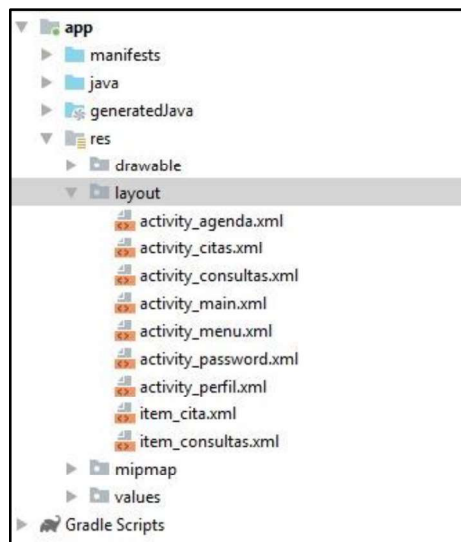 app
manifests
java
generatedJava
res
drawable
layout
activity_agenda.xml
activity_citas.xml
activity_consultas.xml
activity_main.xml
activity_menu.xml
activity_password.xml
activity_perfil.xml
item_cita.xml
item_consultas.xml
mipmap
values
Gradle Scripts